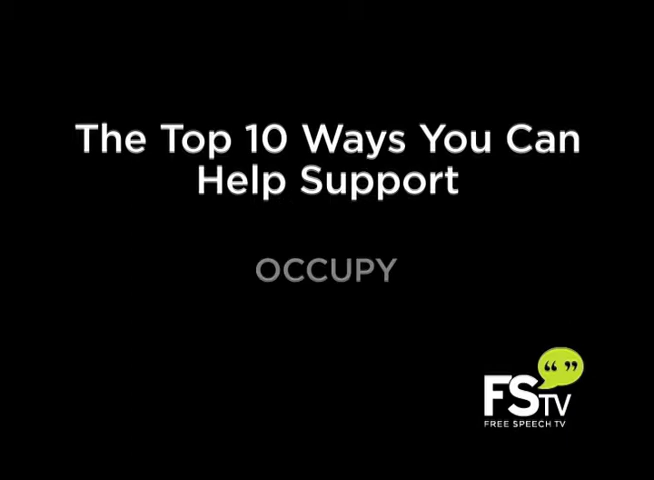 The Top 10 Ways You Can
Help Support
OCCUPY
“ ”
FSTV
FREE SPEECH TV